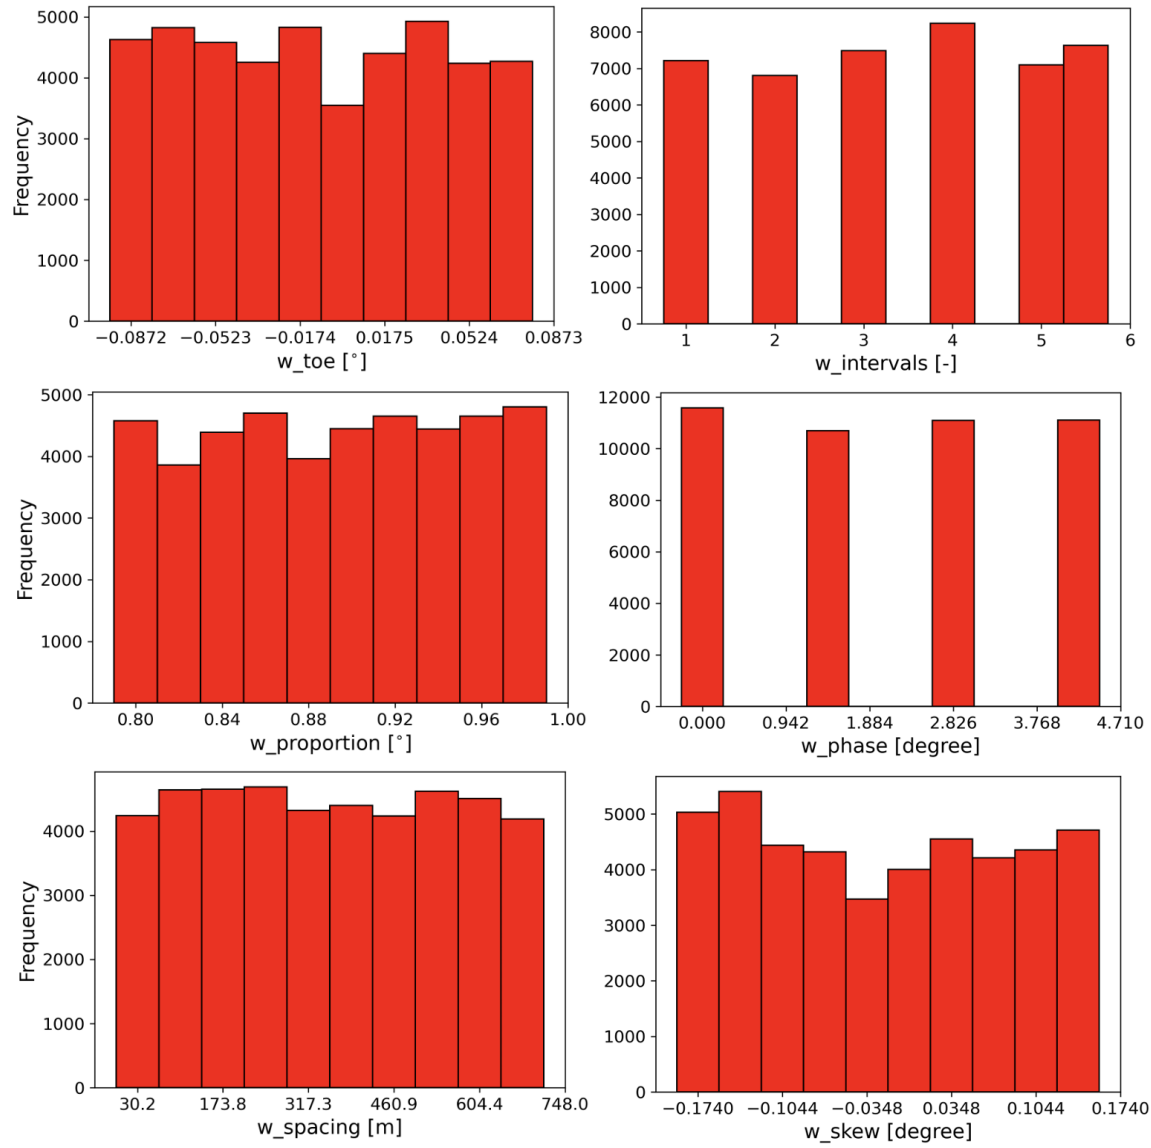 5000
4000
3000
2000
1000
0
Frequency
−0.0872 −0.0523 −0.0174 0.0175 0.0524 0.0873
w_toe [°]
8000
7000
6000
5000
4000
3000
2000
1000
0
1 2 3 4 5 6
w_intervals [-]
5000
4000
3000
2000
1000
0
Frequency
0.80 0.84 0.88 0.92 0.96 1.00
w_proportion [°]
12000
10000
8000
6000
4000
2000
0
0.000 0.942 1.884 2.826 3.768 4.710
w_phase [degree]
4000
3000
2000
1000
0
Frequency
30.2 173.8 317.3 460.9 604.4 748.0
w_spacing [m]
5000
4000
3000
2000
1000
0
−0.1740 −0.1044 −0.0348 0.0348 0.1044 0.1740
w_skew [degree]